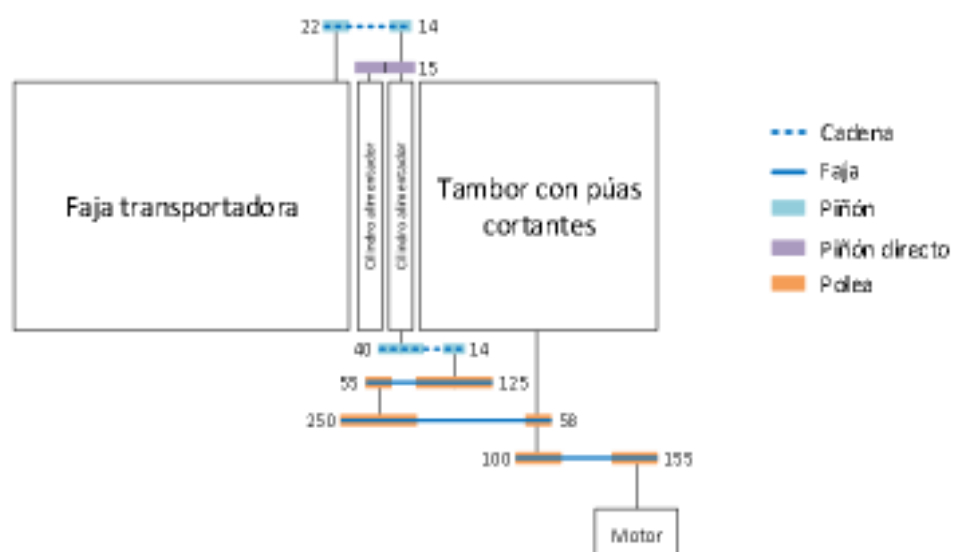 22
14
15
Faja transportadora
Cilindro alimentador
Cilindro alimentador
Tambor con púas
cortantes
Cadena
Faja
Piñón
Piñón directo
Polea
40
14
55
125
250
58
100
155
Motor